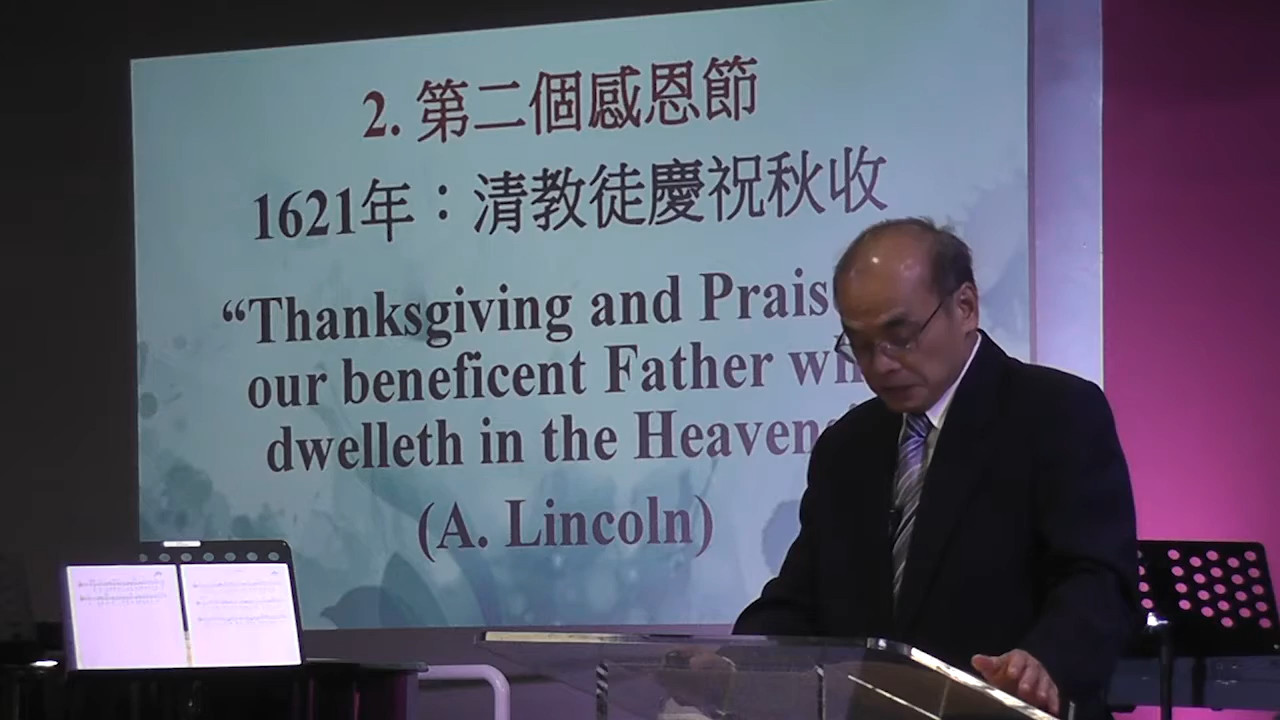 2. 第二個感恩節
1621年：清教徒慶祝秋收
“Thanksgiving and Prais
our beneficent Father wh
dwelleth in the Heavens
(A. Lincoln)